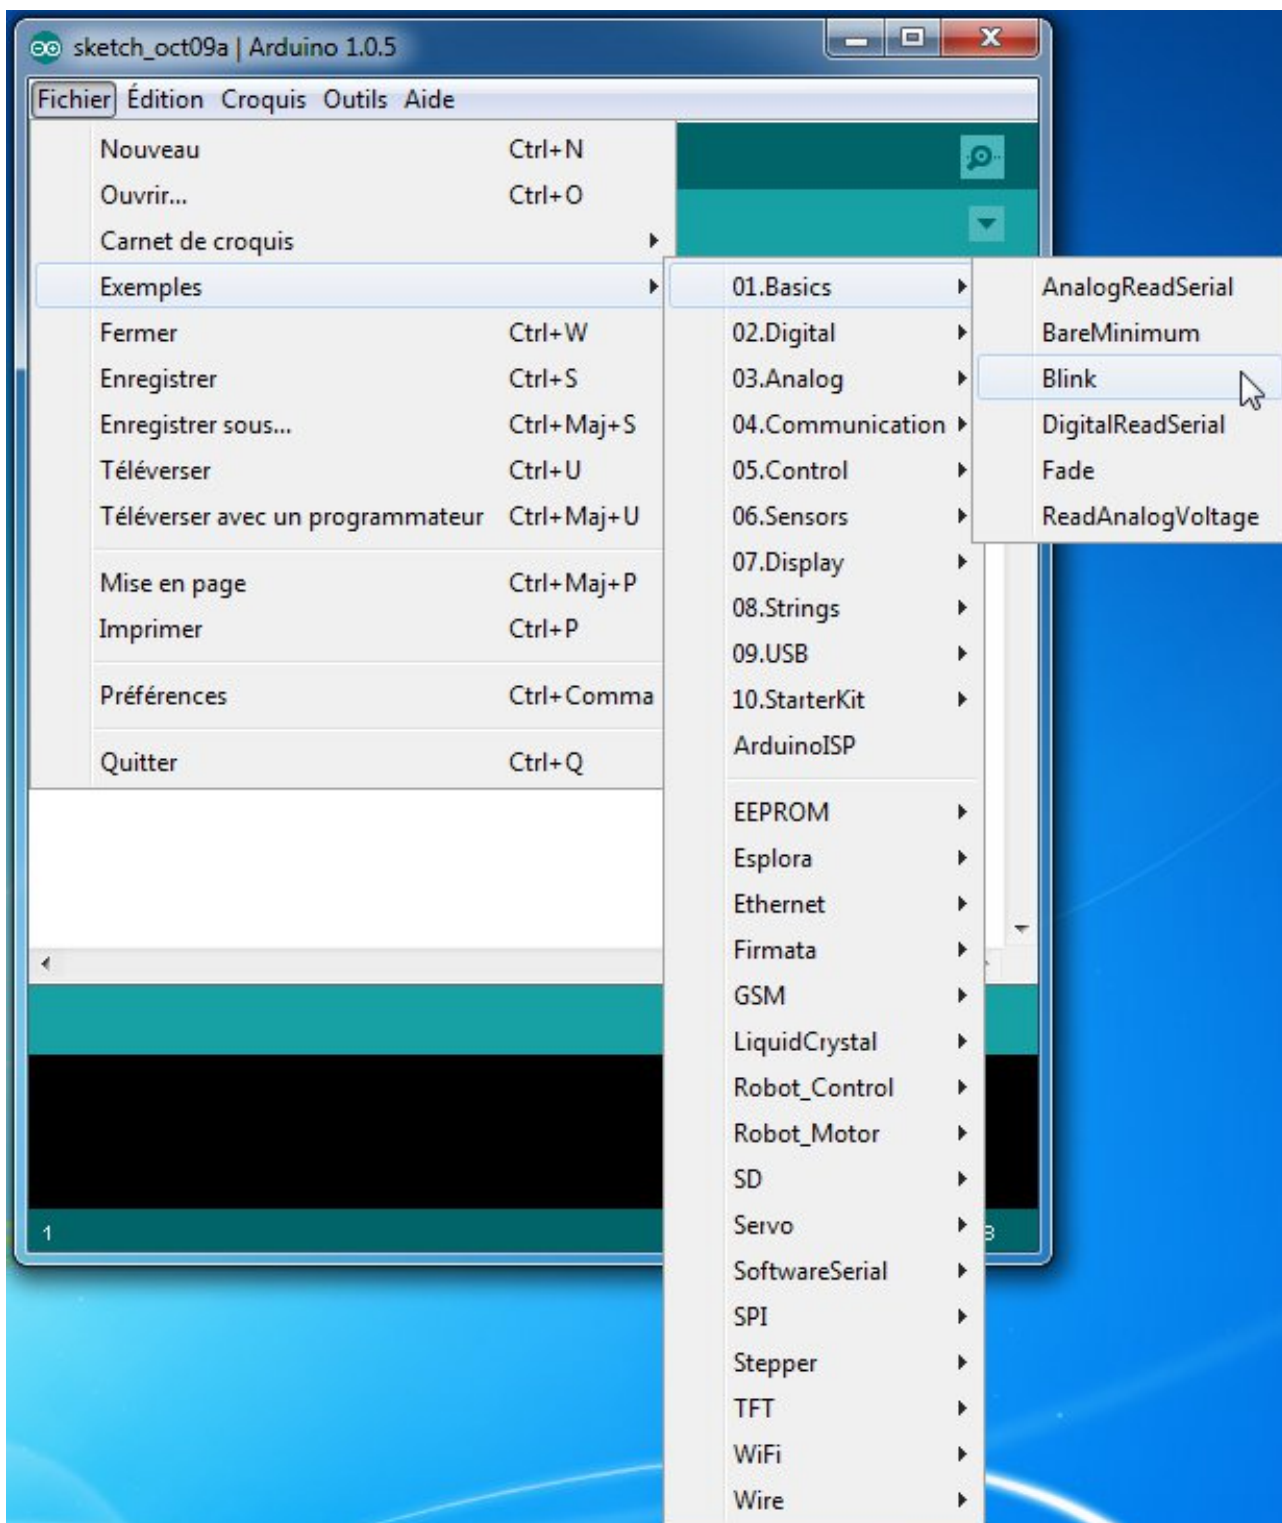 sketch_oct09a | Arduino 1.0.5
Fichier Édition Croquis Outils Aide
Nouveau Ctrl+N
Ouvrir... Ctrl+O
Carnet de croquis
Exemples
Fermer Ctrl+W
Enregistrer Ctrl+S
Enregistrer sous... Ctrl+Maj+S
Téléverser Ctrl+U
Téléverser avec un programmateur Ctrl+Maj+U
Mise en page Ctrl+Maj+P
Imprimer Ctrl+P
Préférences Ctrl+Comma
Quitter Ctrl+Q
01.Basics
02.Digital
03.Analog
04.Communication
05.Control
06.Sensors
07.Display
08.Strings
09.USB
10.StarterKit
ArduinoISP
EEPROM
Esplora
Ethernet
Firmata
GSM
LiquidCrystal
Robot_Control
Robot_Motor
SD
Servo
SoftwareSerial
SPI
Stepper
TFT
WiFi
Wire
AnalogReadSerial
BareMinimum
Blink
DigitalReadSerial
Fade
ReadAnalogVoltage
1